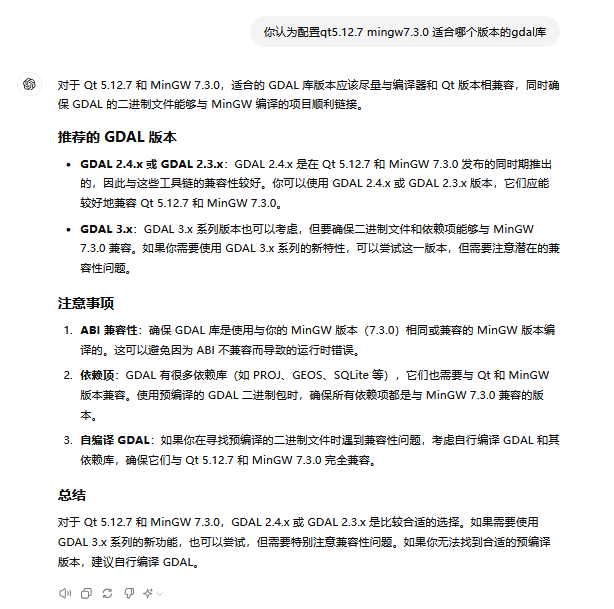 你认为配置qt5.12.7 mingw7.3.0 适合哪个版本的gdal库
对于 Qt 5.12.7 和 MinGW 7.3.0，适合的 GDAL 库版本应该尽量与编译器和 Qt 版本相兼容，同时确
保 GDAL 的二进制文件能够与 MinGW 编译的项目顺利链接。
推荐的 GDAL 版本
• GDAL 2.4.x 或 GDAL 2.3.x：GDAL 2.4.x 是在 Qt 5.12.7 和 MinGW 7.3.0 发布的同时期推出
的，因此与这些工具链的兼容性较好。你可以使用 GDAL 2.4.x 或 GDAL 2.3.x 版本，它们应能
较好地兼容 Qt 5.12.7 和 MinGW 7.3.0。
• GDAL 3.x：GDAL 3.x 系列版本也可以考虑，但要确保二进制文件和依赖项能够与 MinGW
7.3.0 兼容。如果你需要使用 GDAL 3.x 系列的新特性，可以尝试这一版本，但需要注意潜在的兼
容性问题。
注意事项
1. ABI 兼容性：确保 GDAL 库是使用与你的 MinGW 版本（7.3.0）相同或兼容的 MinGW 版本编
译的。这可以避免因为 ABI 不兼容而导致的运行时错误。
2. 依赖项：GDAL 有很多依赖库（如 PROJ、GEOS、SQLite 等），它们也需要与 Qt 和 MinGW
版本兼容。使用预编译的 GDAL 二进制包时，确保所有依赖项都是与 MinGW 7.3.0 兼容的版
本。
3. 自编译 GDAL：如果你在寻找预编译的二进制文件时遇到兼容性问题，考虑自行编译 GDAL 和其
依赖库，确保它们与 Qt 5.12.7 和 MinGW 7.3.0 完全兼容。
总结
对于 Qt 5.12.7 和 MinGW 7.3.0，GDAL 2.4.x 或 GDAL 2.3.x 是比较合适的选择。如果需要使用
GDAL 3.x 系列的新功能，也可以尝试，但需要特别注意兼容性问题。如果你无法找到合适的预编译
版本，建议自行编译 GDAL。